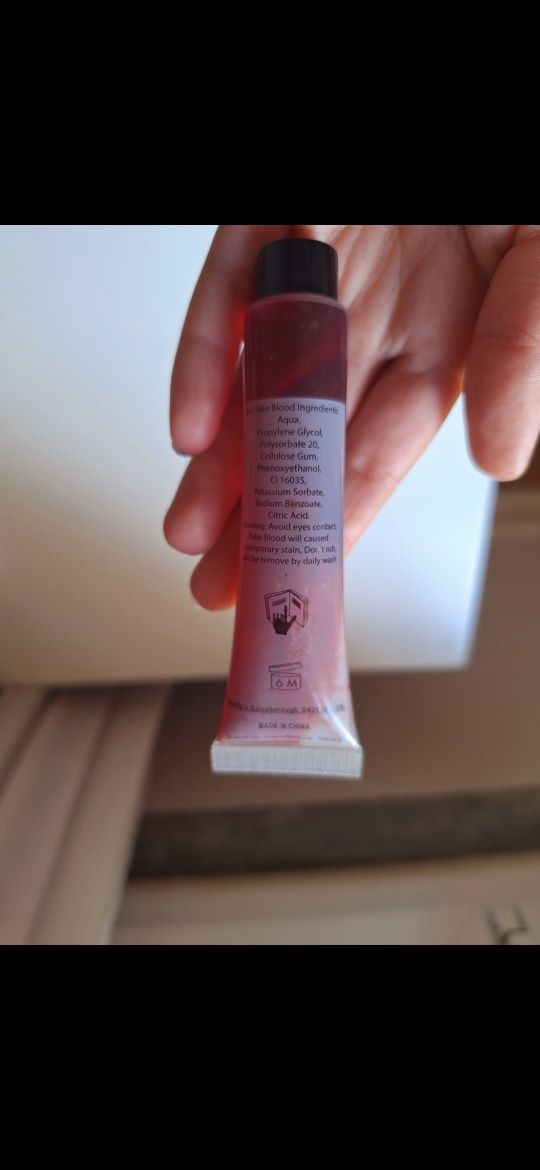 Fake Blood Ingredients:
Aqua,
Propylene Glycol,
Polysorbate 20,
Cellulose Gum,
Phenoxyethanol,
CI 16035,
Potassium Sorbate,
Sodium Benzoate,
Citric Acid.
Avoid eyes contact,
Fake Blood will caused
temporary stain, Don't rub,
be remove by daily wash
6 M
Gainsborough,
MADE IN CHINA